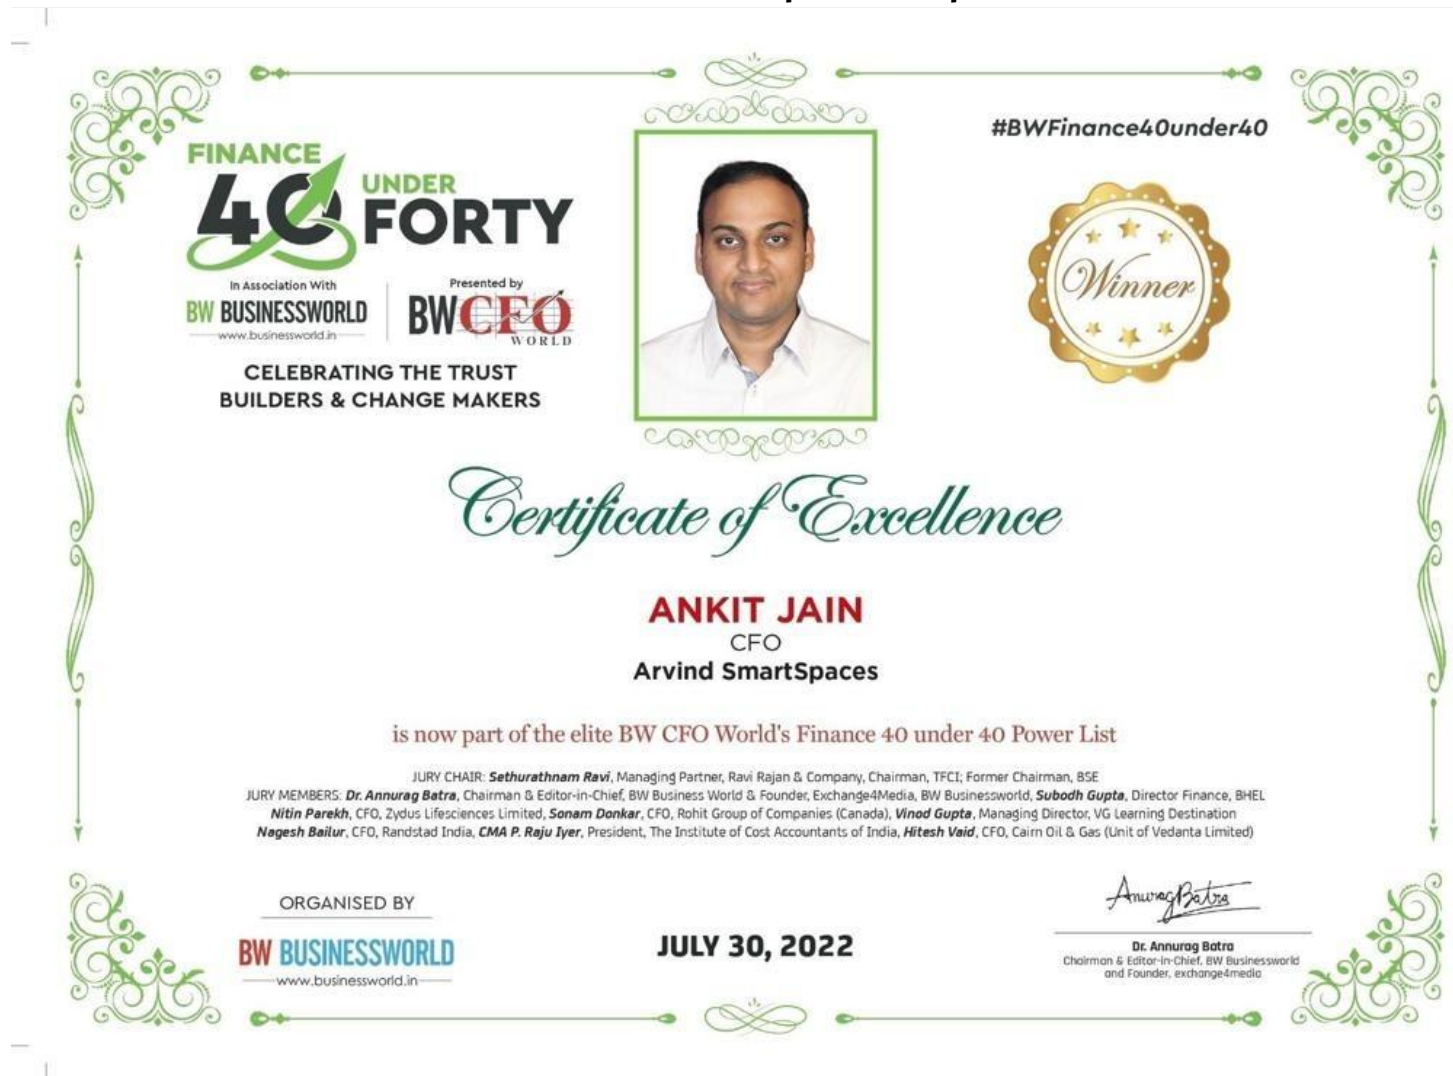 #BWFinance40under40
FINANCE
40 UNDER
FORTY
In Association With
BW BUSINESSWORLD
www.businessworld.in
Presented by
BWCFO
WORLD
CELEBRATING THE TRUST
BUILDERS & CHANGE MAKERS
Winner
Certificate of Excellence
ANKIT JAIN
CFO
Arvind SmartSpaces
is now part of the elite BW CFO World's Finance 40 under 40 Power List
JURY CHAIR: Sethurathnam Ravi, Managing Partner, Ravi Rajan & Company, Chairman, TFCI; Former Chairman, BSE
JURY MEMBERS: Dr. Annurag Batra, Chairman & Editor-in-Chief, BW Business World & Founder, Exchange4Media, BW Businessworld, Subodh Gupta, Director Finance, BHEL
Nitin Parekh, CFO, Zydus Lifesciences Limited, Sonam Donkar, CFO, Rohit Group of Companies (Canada), Vinod Gupta, Managing Director, VG Learning Destination
Nagesh Bailur, CFO, Randstad India, CMA P. Raju Iyer, President, The Institute of Cost Accountants of India, Hitesh Vaid, CFO, Cairn Oil & Gas (Unit of Vedanta Limited)
ORGANISED BY
BW BUSINESSWORLD
www.businessworld.in
JULY 30, 2022
Anurag Batra
Dr. Annurag Batra
Chairman & Editor-in-Chief, BW Businessworld
and Founder, exchange4media